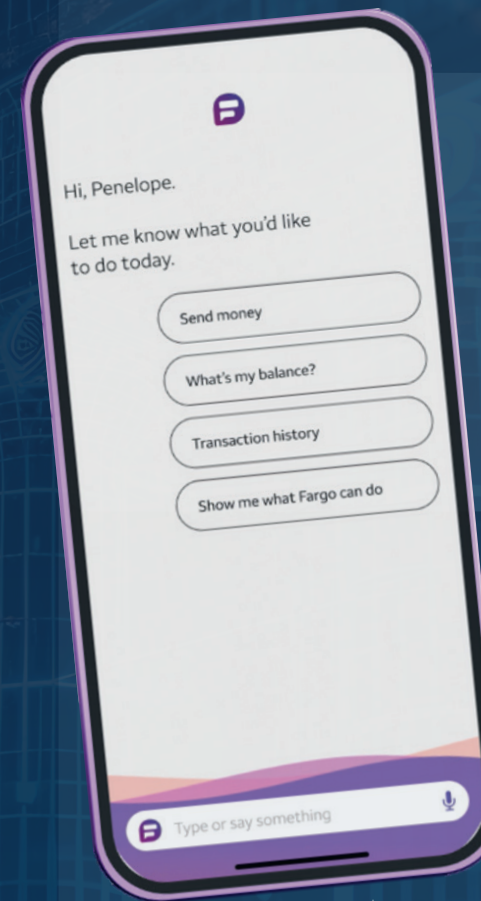 Hi, Penelope.
Let me know what you'd like
to do today.
Send money
What's my balance?
Transaction history
Show me what Fargo can do
Type or say something